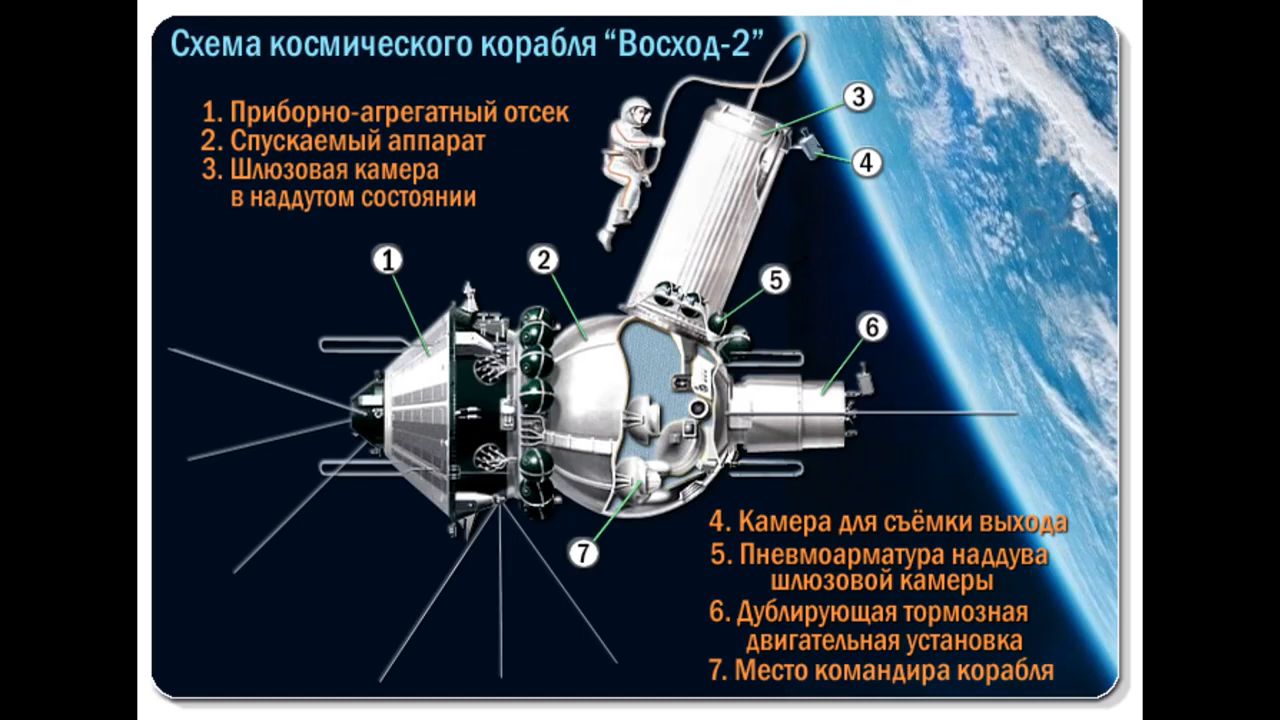 Схема космического корабля “Восход-2”
1. Приборно-агрегатный отсек
2. Спускаемый аппарат
3. Шлюзовая камера
в наддутом состоянии
3
4
1
2
5
6
7
4. Камера для съёмки выхода
5. Пневмоарматура наддува
шлюзовой камеры
6. Дублирующая тормозная
двигательная установка
7. Место командира корабля